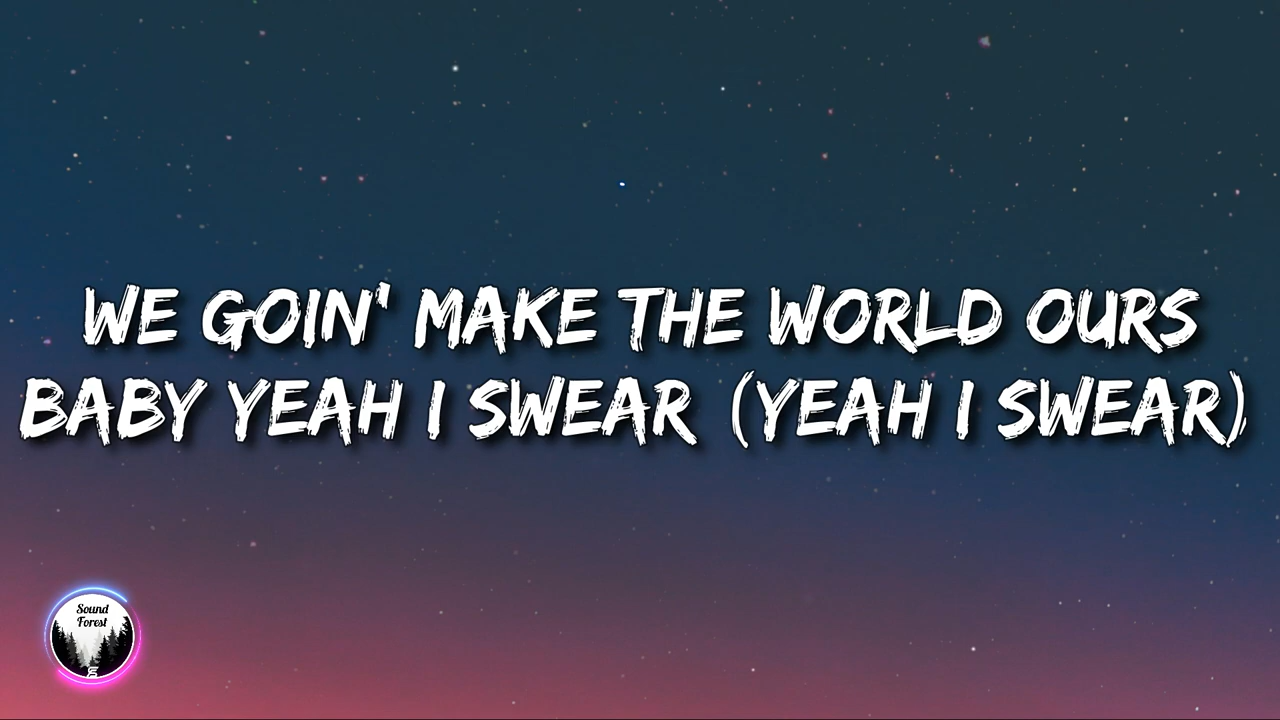 WE GOIN' MAKE THE WORLD OURS
BABY YEAH I SWEAR (YEAH I SWEAR)
Sound
Forest